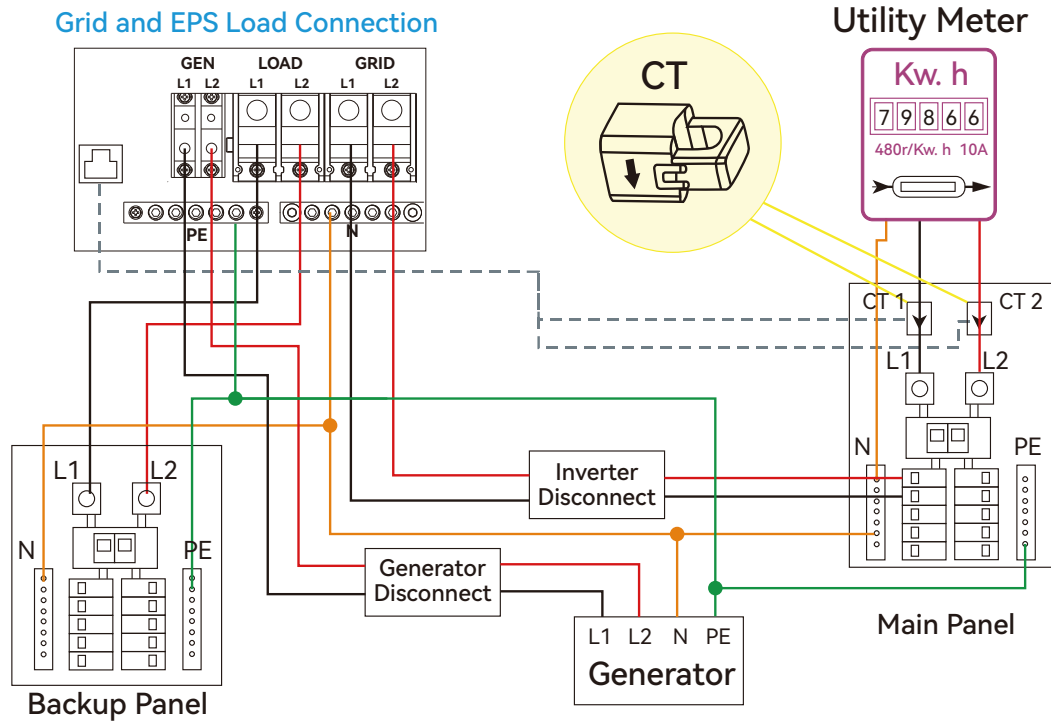 Grid and EPS Load Connection
Utility Meter
GEN LOAD GRID
L1 L2 L1 L2 L1 L2
PE
N
CT
Kw. h
79866
480r/Kw. h 10A
CT 1
CT 2
L1
L2
N
PE
Main Panel
L1
L2
N
PE
Backup Panel
Inverter
Disconnect
Generator
Disconnect
L1 L2 N PE
Generator